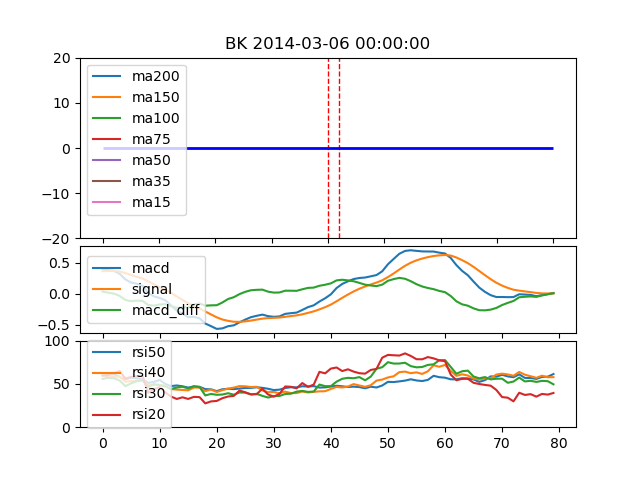 BK 2014-03-06 00:00:00
20
10
0
−10
−20
ma200
ma150
ma100
ma75
ma50
ma35
ma15
0.5
0.0
−0.5
macd
signal
macd_diff
100
50
0
rsi50
rsi40
rsi30
rsi20
0 10 20 30 40 50 60 70 80